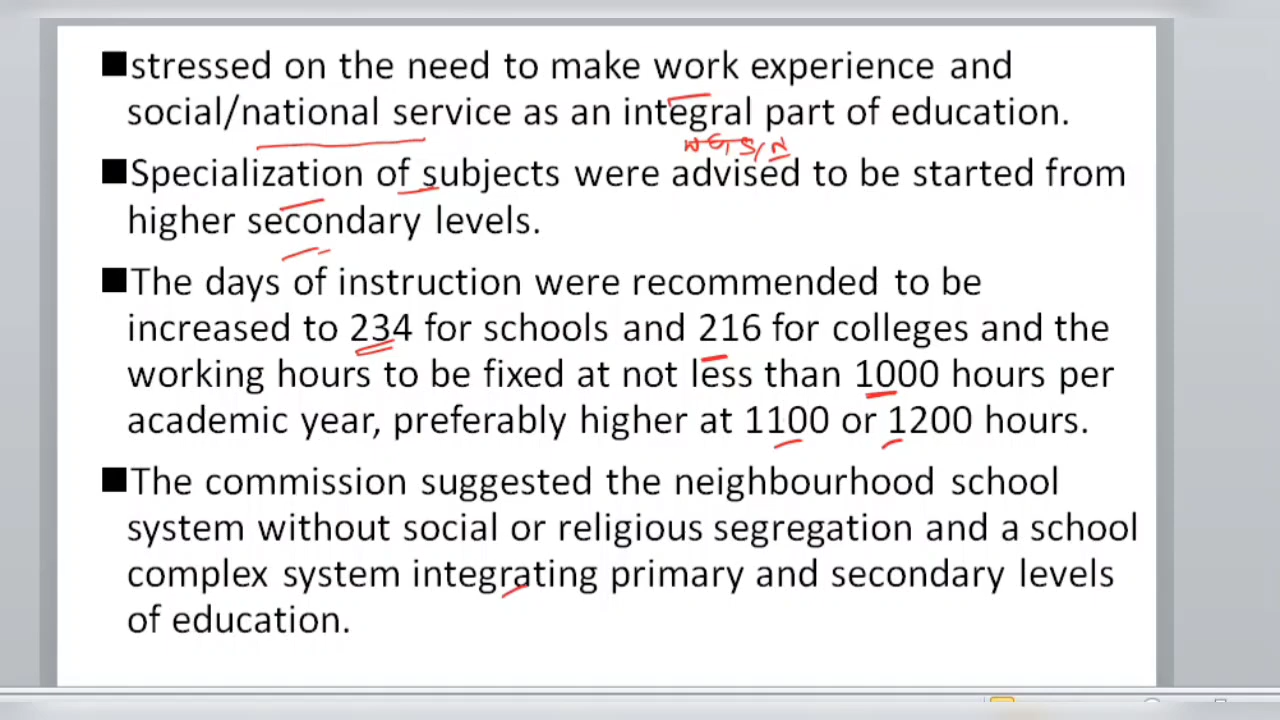 ■stressed on the need to make work experience and
social/national service as an integral part of education.
■Specialization of subjects were advised to be started from
higher secondary levels.
■The days of instruction were recommended to be
increased to 234 for schools and 216 for colleges and the
working hours to be fixed at not less than 1000 hours per
academic year, preferably higher at 1100 or 1200 hours.
■The commission suggested the neighbourhood school
system without social or religious segregation and a school
complex system integrating primary and secondary levels
of education.